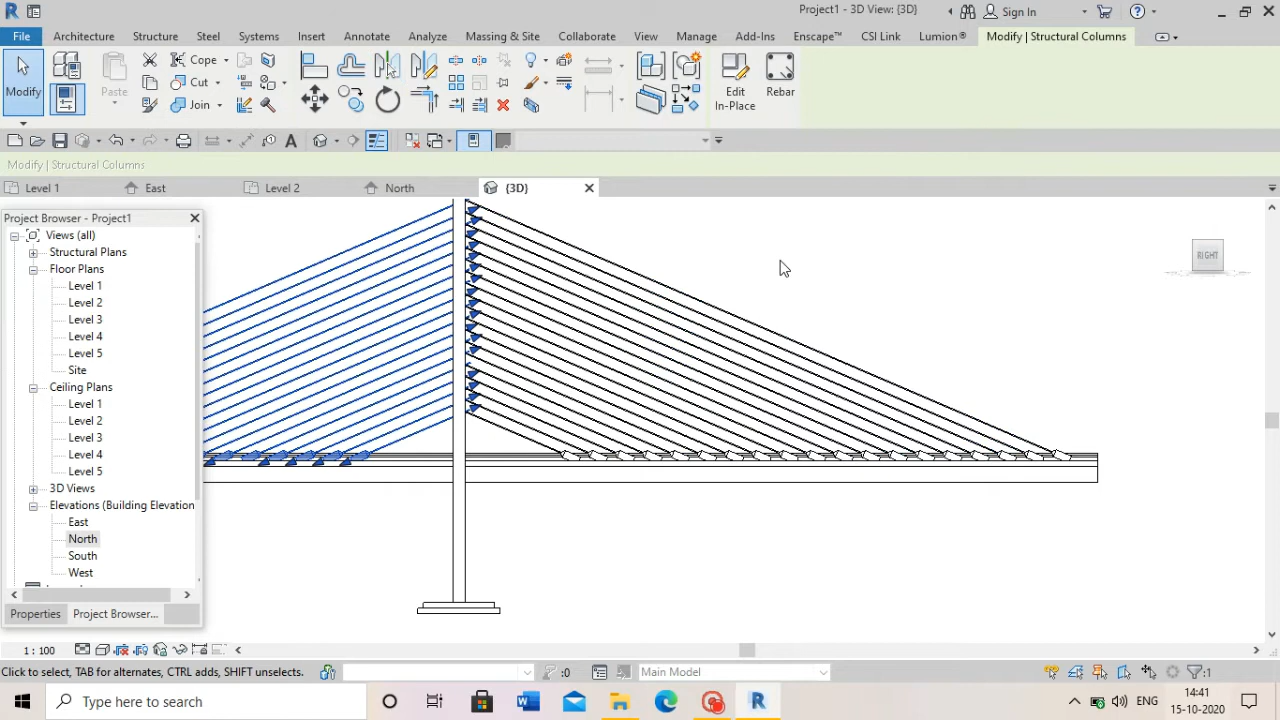 Project1 - 3D View: {3D}
Sign In
File
Architecture
Structure
Steel
Systems
Insert
Annotate
Analyze
Massing & Site
Collaborate
View
Manage
Add-Ins
Enscape™
CSI Link
Lumion®
Modify | Structural Columns
Modify
Paste
Cope
Cut
Join
Edit
In-Place
Rebar
Modify | Structural Columns
Level 1
East
Level 2
North
{3D}
Project Browser - Project1
Views (all)
Structural Plans
Floor Plans
Level 1
Level 2
Level 3
Level 4
Level 5
Site
Ceiling Plans
Level 1
Level 2
Level 3
Level 4
Level 5
3D Views
Elevations (Building Elevation
East
North
South
West
Properties
Project Browser...
RIGHT
1 : 100
Click to select, TAB for alternates, CTRL adds, SHIFT unselects.
:0
Main Model
:1
Type here to search
ENG
14:41
15-10-2020